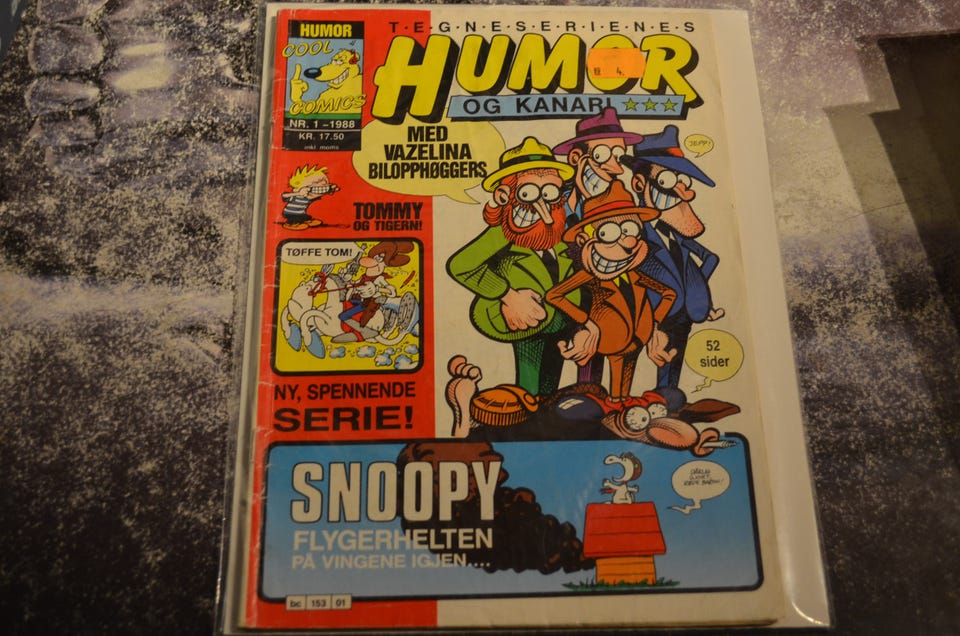 T·E·G·N·E·S·E·R·I·E·N·E·S
HUMOR
OG KANARI
HUMOR
COOL
COMICS
NR. 1 – 1988
KR. 17.50
inkl. moms
MED
VAZELINA
BILOPPHØGGERS
JEPP!
TOMMY
OG TIGERN!
TØFFE TOM!
52
sider
NY, SPENNENDE
SERIE!
SNOOPY
FLYGERHELTEN
PÅ VINGENE IGJEN....
bc 153 01